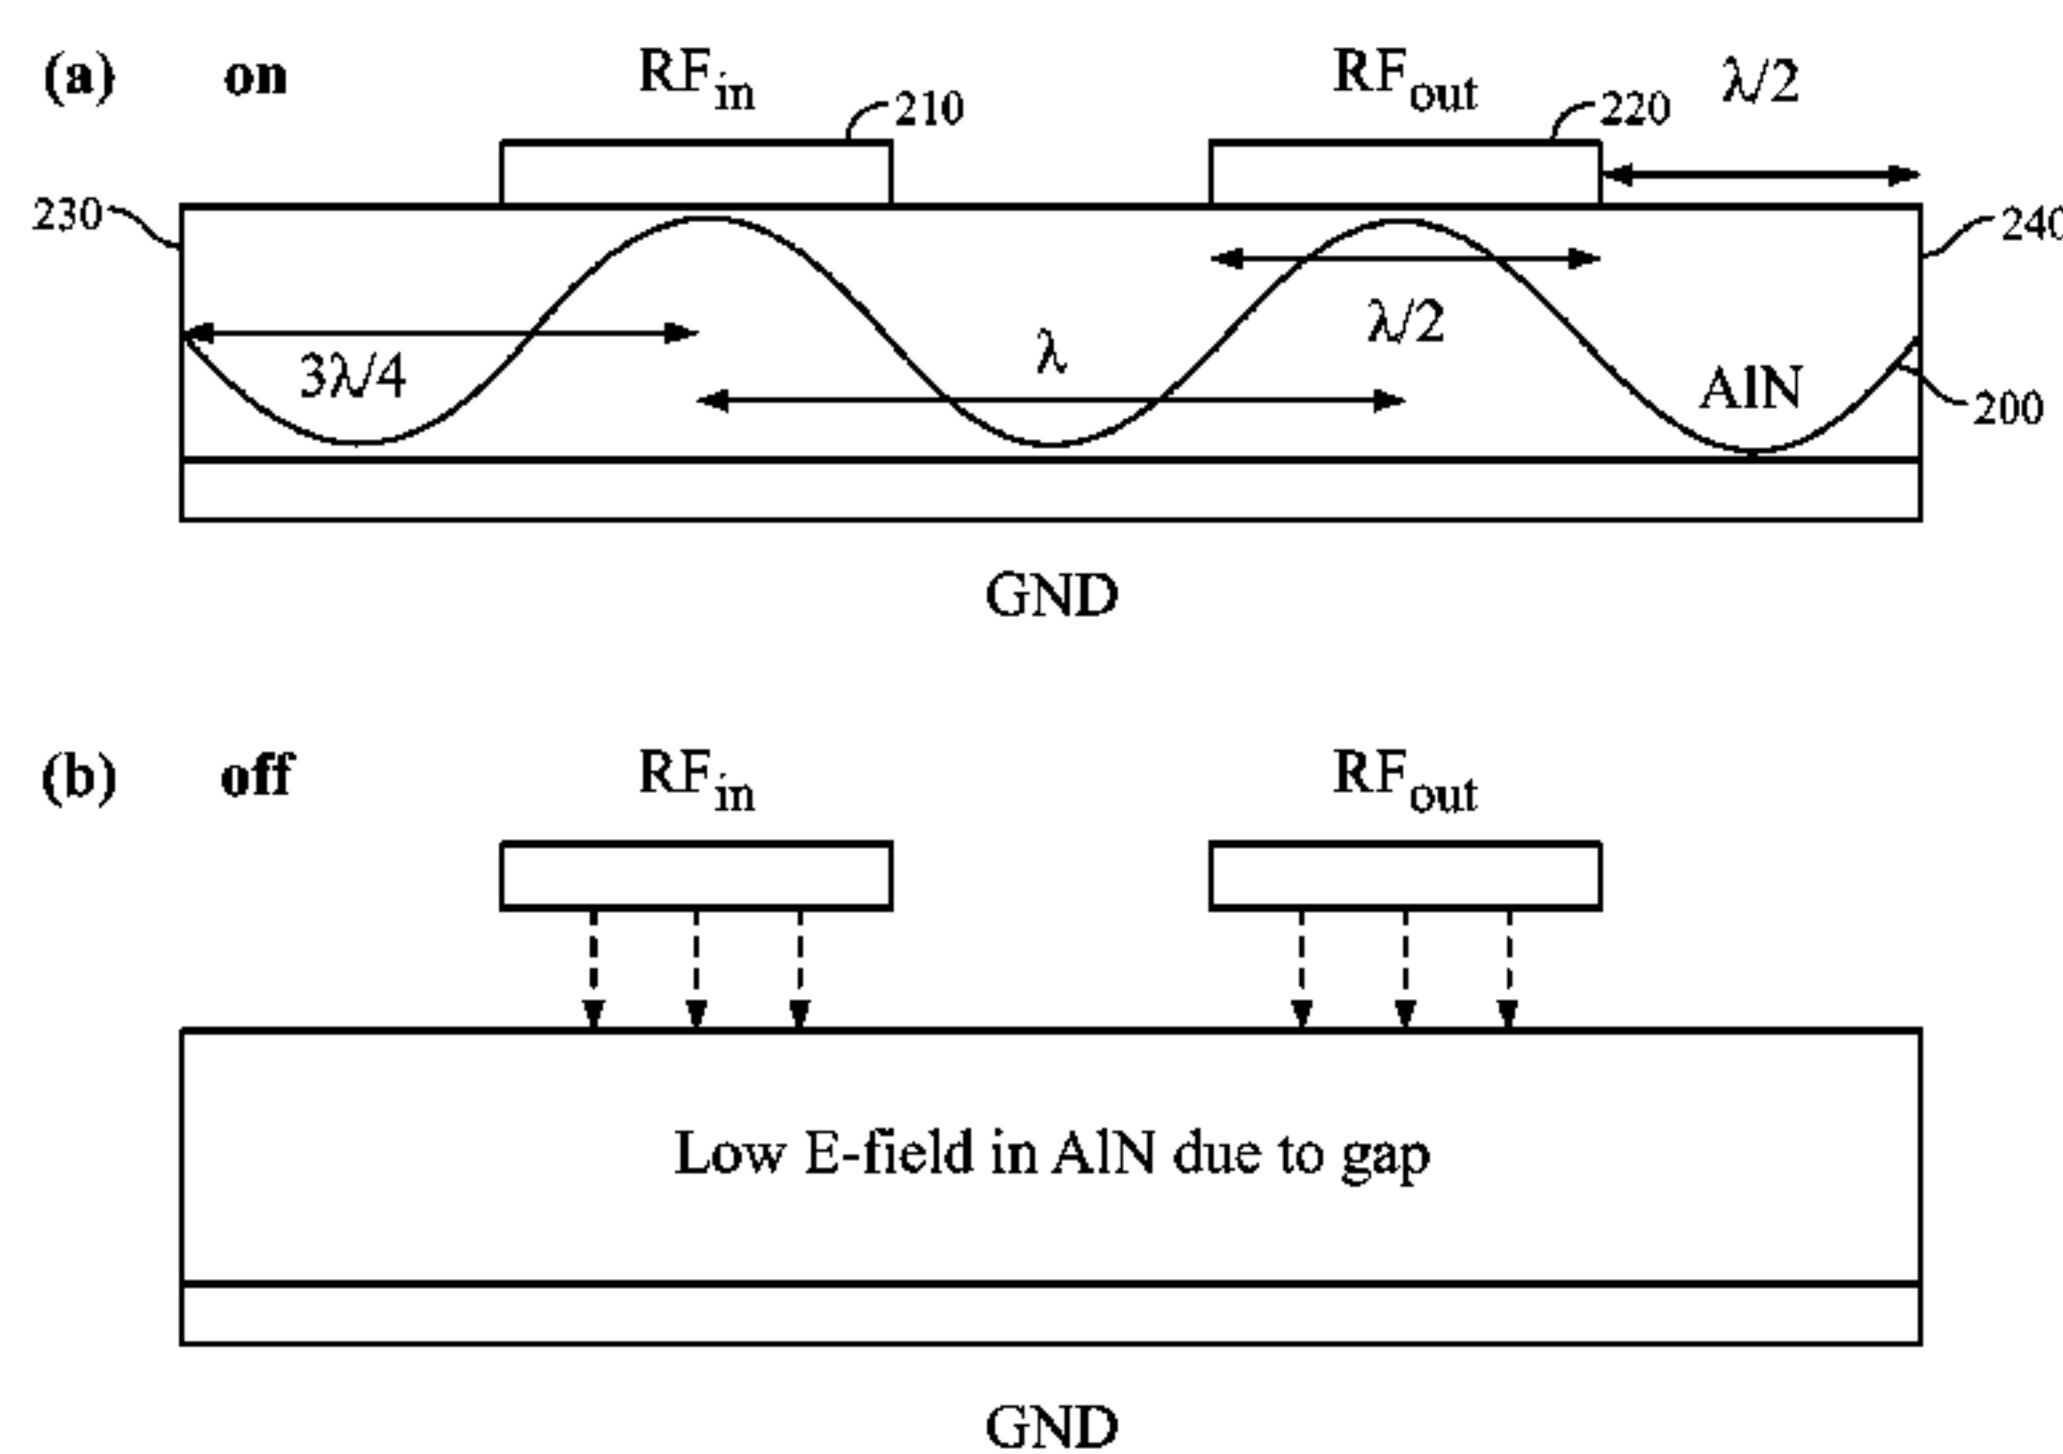 (a) on RFin RFout λ/2
210 220
230 240
3λ/4 λ λ/2 AlN 200
GND
(b) off RFin RFout
Low E-field in AlN due to gap
GND